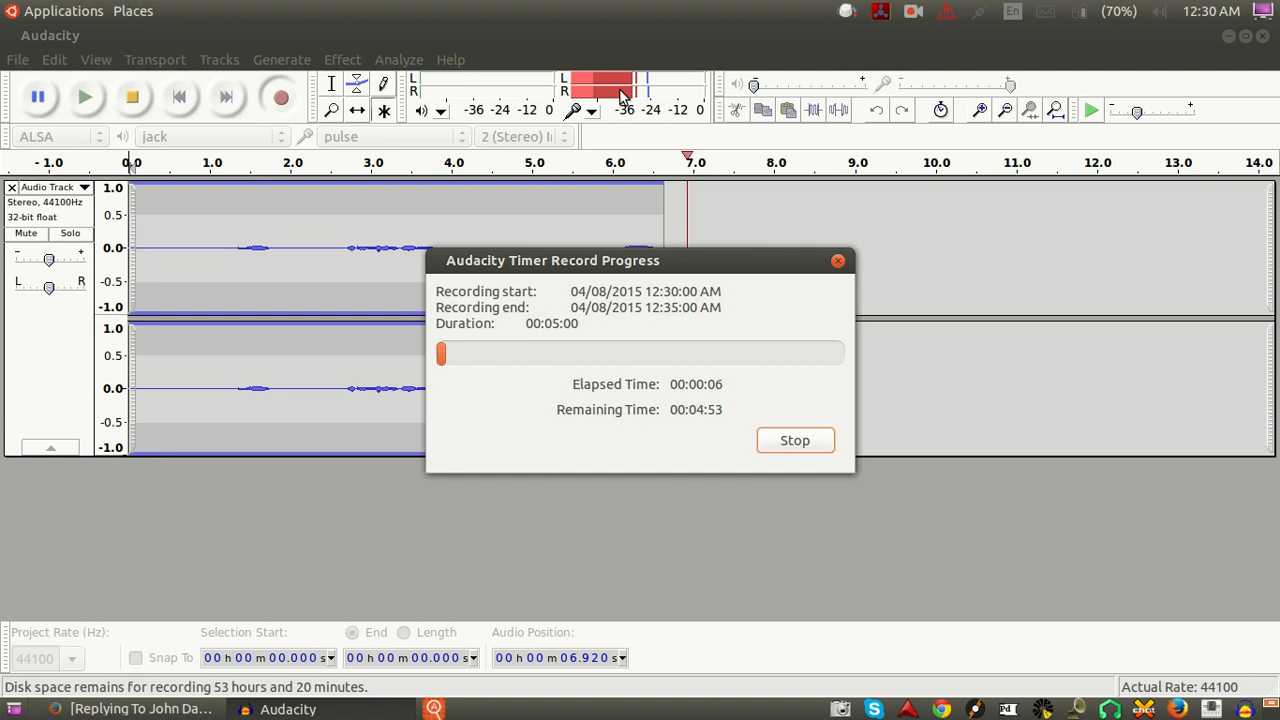 Applications Places En (70%) 12:30 AM
Audacity
File Edit View Transport Tracks Generate Effect Analyze Help
L L
R R
-36 -24 -12 0 -36 -24 -12 0
ALSA jack pulse 2 (Stereo) I
- 1.0 0.0 1.0 2.0 3.0 4.0 5.0 6.0 7.0 8.0 9.0 10.0 11.0 12.0 13.0 14.0
Audio Track 1.0
Stereo, 44100Hz
32-bit float 0.5
Mute Solo
- + 0.0
L R -0.5
-1.0
1.0
0.5
0.0
-0.5
-1.0
Audacity Timer Record Progress
Recording start: 04/08/2015 12:30:00 AM
Recording end: 04/08/2015 12:35:00 AM
Duration: 00:05:00
Elapsed Time: 00:00:06
Remaining Time: 00:04:53
Stop
Project Rate (Hz): Selection Start: End Length Audio Position:
44100 Snap To 00 h 00 m 00.000 s 00 h 00 m 00.000 s 00 h 00 m 06.920 s
Disk space remains for recording 53 hours and 20 minutes. Actual Rate: 44100
[Replying To John Da... Audacity